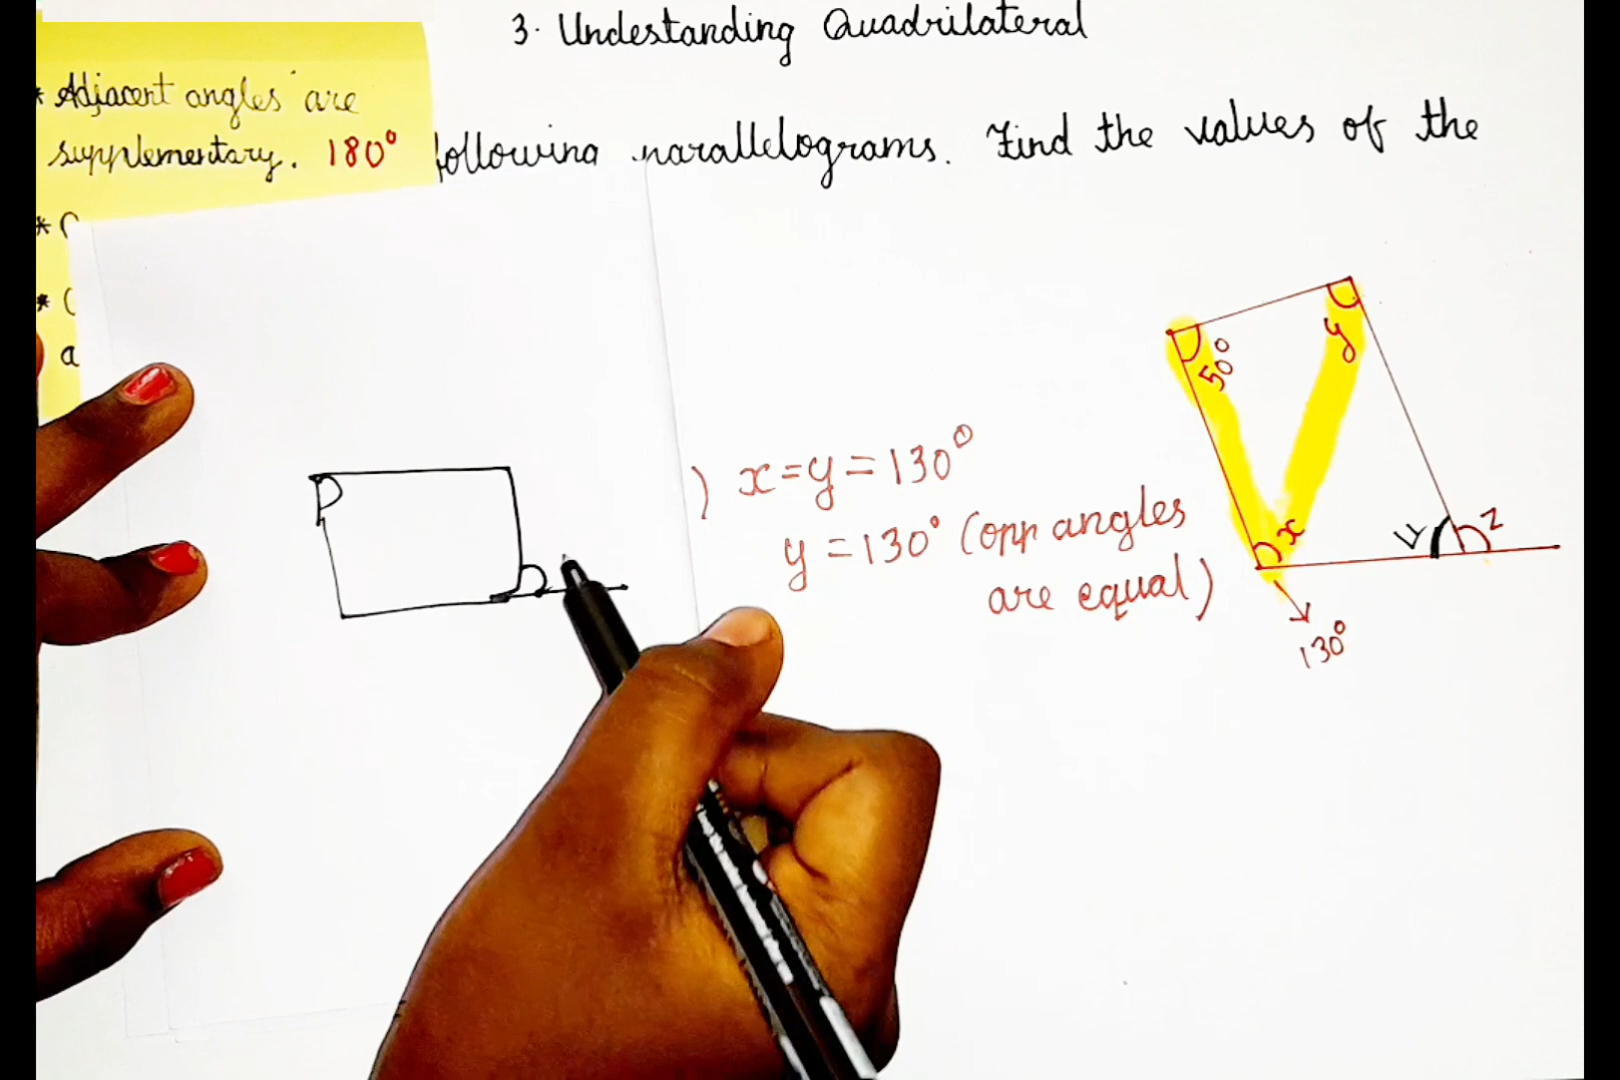 3. Undestanding Quadrilateral
* Adjacent angles are
supplementary. 180°
following parallelograms. Find the values of the
*
*
a
50°
y
) x=y=130°
y=130° (opp angles
are equal)
x
z
130°